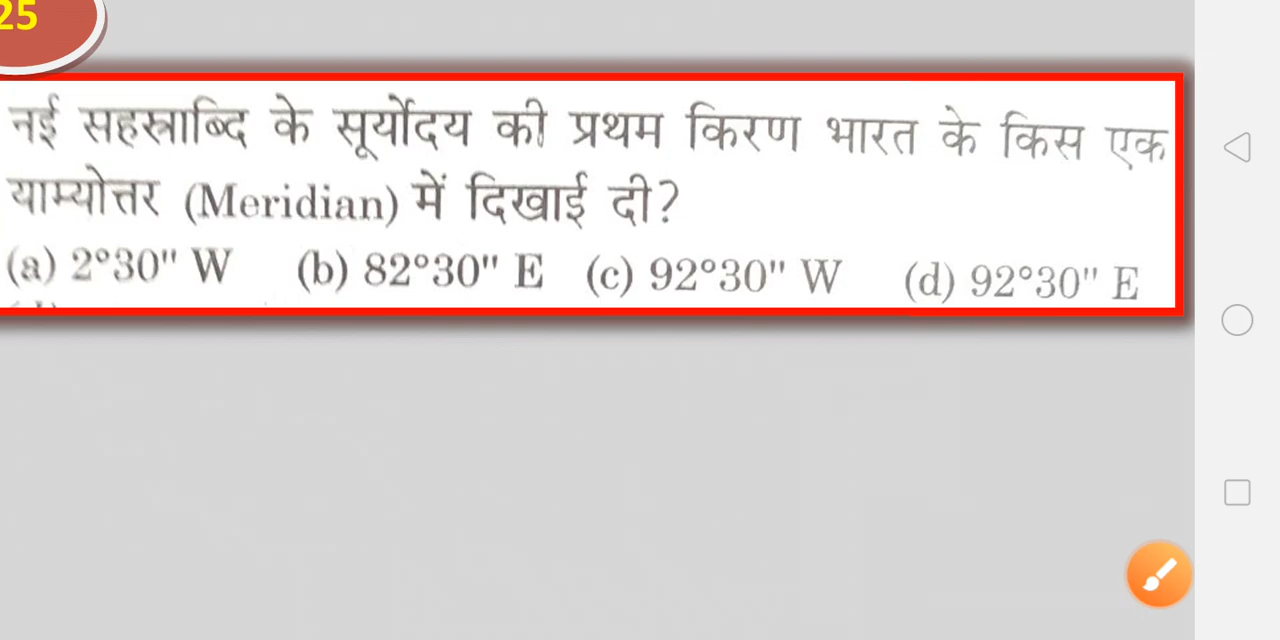 25
नई सहस्राब्दि के सूर्योदय की प्रथम किरण भारत के किस एक
याम्योत्तर (Meridian) में दिखाई दी?
(a) 2°30" W (b) 82°30" E (c) 92°30" W (d) 92°30" E